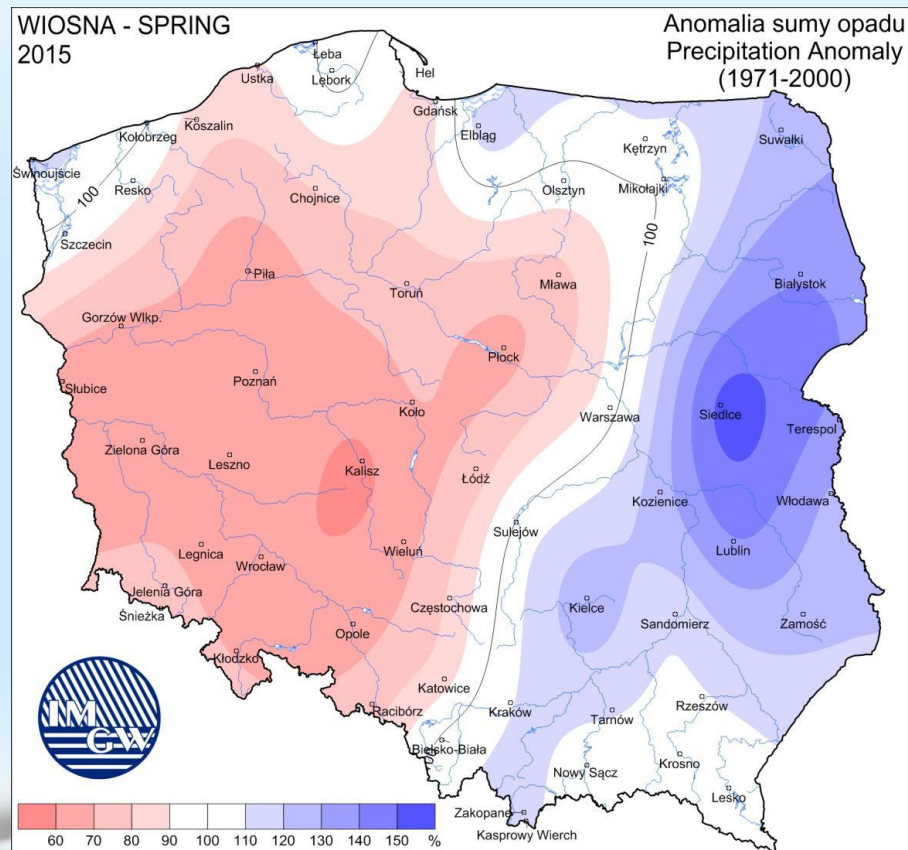 WIOSNA - SPRING
2015
Anomalia sumy opadu
Precipitation Anomaly
(1971-2000)
Łeba
Ustka
Lębork
Hel
Gdańsk
Elbląg
Koszalin
Kołobrzeg
Suwałki
Kętrzyn
Świnoujście
Resko
100
Chojnice
Olsztyn
Mikołajki
Szczecin
100
Piła
Toruń
Mława
Białystok
Gorzów Wlkp.
Płock
Słubice
Poznań
Koło
Warszawa
Siedlce
Terespol
Zielona Góra
Leszno
Kalisz
Łódź
Kozienice
Włodawa
Sulejów
Legnica
Wrocław
Wieluń
Lublin
Jelenia Góra
Śnieżka
Częstochowa
Kielce
Sandomierz
Zamość
Opole
Kłodzko
Katowice
Racibórz
Kraków
Tarnów
Rzeszów
Bielsko-Biała
Nowy Sącz
Krosno
Lesko
Zakopane
Kasprowy Wierch
IM
GW
60 70 80 90 100 110 120 130 140 150 %